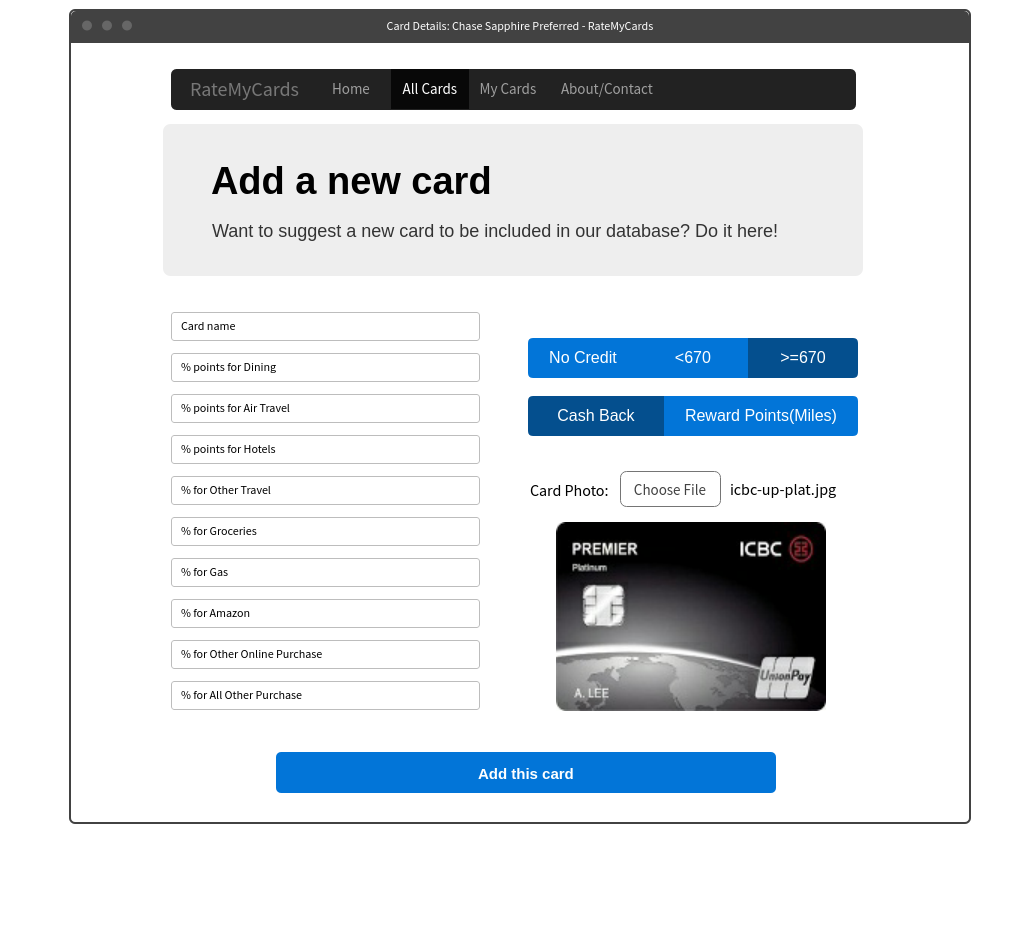 Card Details: Chase Sapphire Preferred - RateMyCards
RateMyCards Home All Cards My Cards About/Contact
Add a new card
Want to suggest a new card to be included in our database? Do it here!
Card name
% points for Dining
% points for Air Travel
% points for Hotels
% for Other Travel
% for Groceries
% for Gas
% for Amazon
% for Other Online Purchase
% for All Other Purchase
No Credit <670 >=670
Cash Back Reward Points(Miles)
Card Photo: Choose File icbc-up-plat.jpg
PREMIER ICBC
Platinum
UnionPay
A. LEE
Add this card